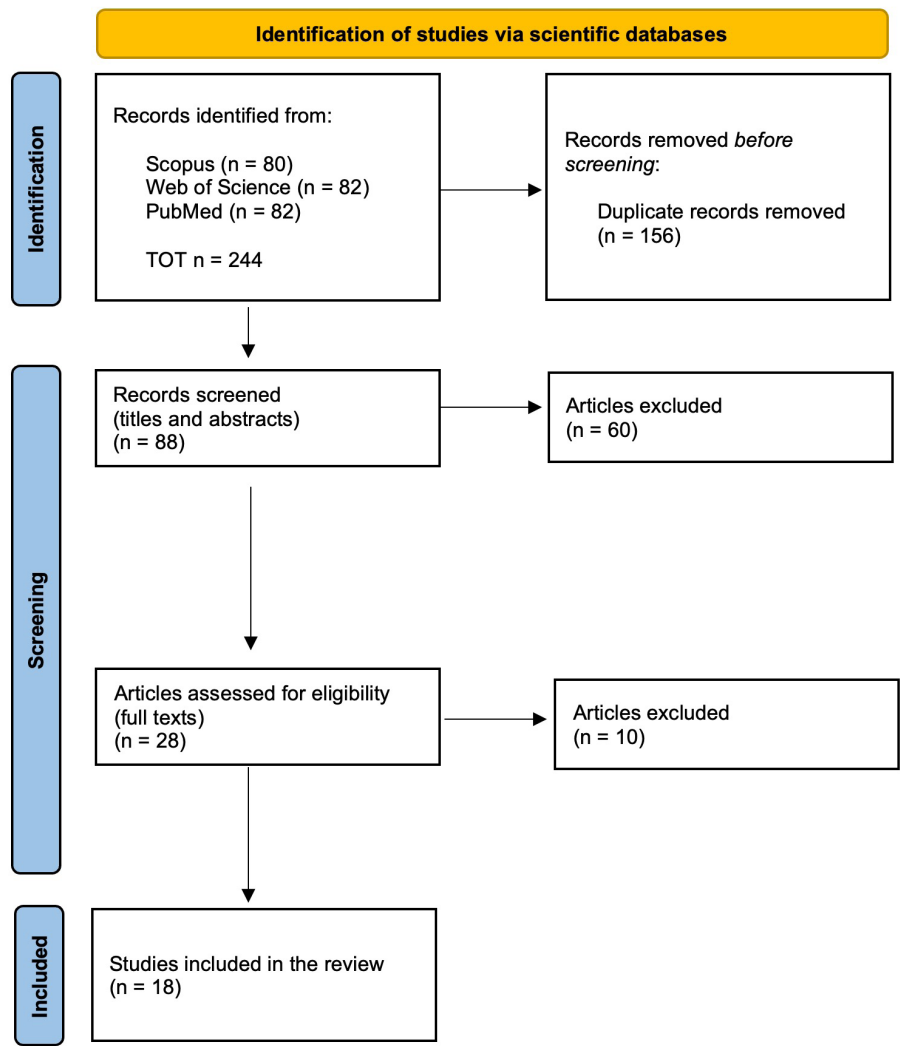 Identification of studies via scientific databases
Identification
Records identified from:
Scopus (n = 80)
Web of Science (n = 82)
PubMed (n = 82)
TOT n = 244
Records removed before
screening:
Duplicate records removed
(n = 156)
Screening
Records screened
(titles and abstracts)
(n = 88)
Articles excluded
(n = 60)
Articles assessed for eligibility
(full texts)
(n = 28)
Articles excluded
(n = 10)
Included
Studies included in the review
(n = 18)